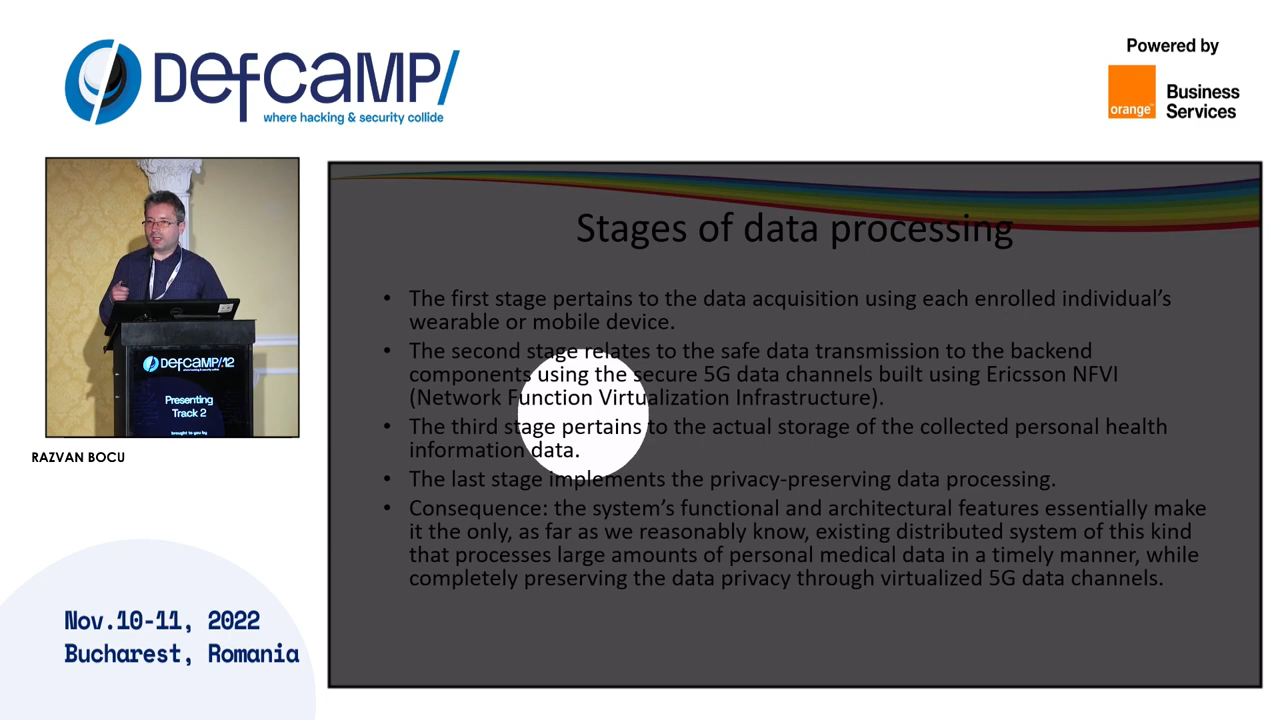 DefCamp/
where hacking & security collide
Powered by
orange™
Business
Services
DefCamp/12
Presenting
Track 2
brought to you by
RAZVAN BOCU
Nov.10-11, 2022
Bucharest, Romania
Stages of data processing
• The first stage pertains to the data acquisition using each enrolled individual’s
wearable or mobile device.
• The second stage relates to the safe data transmission to the backend
components using the secure 5G data channels built using Ericsson NFVI
(Network Function Virtualization Infrastructure).
• The third stage pertains to the actual storage of the collected personal health
information data.
• The last stage implements the privacy-preserving data processing.
• Consequence: the system’s functional and architectural features essentially make
it the only, as far as we reasonably know, existing distributed system of this kind
that processes large amounts of personal medical data in a timely manner, while
completely preserving the data privacy through virtualized 5G data channels.